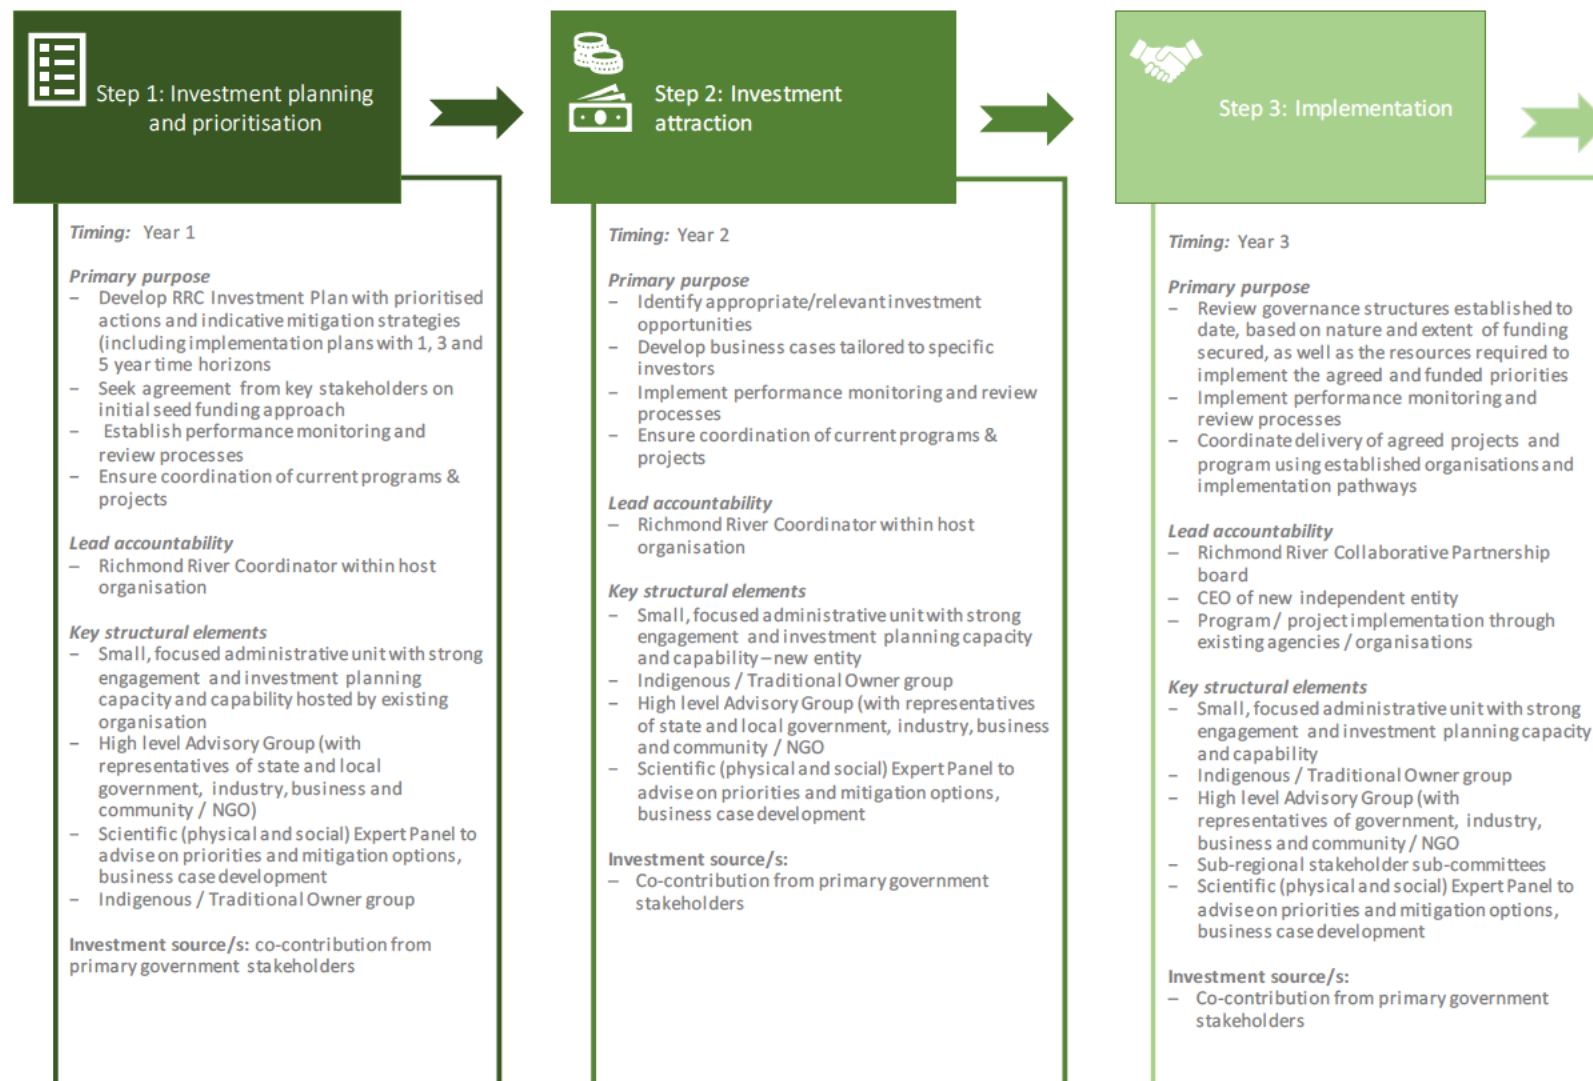 Step 1: Investment planning
and prioritisation
Timing: Year 1
Primary purpose
– Develop RRC Investment Plan with prioritised
actions and indicative mitigation strategies
(including implementation plans with 1, 3 and
5 year time horizons
– Seek agreement from key stakeholders on
initial seed funding approach
– Establish performance monitoring and
review processes
– Ensure coordination of current programs &
projects
Lead accountability
– Richmond River Coordinator within host
organisation
Key structural elements
– Small, focused administrative unit with strong
engagement and investment planning
capacity and capability hosted by existing
organisation
– High level Advisory Group (with
representatives of state and local
government, industry, business and
community / NGO)
– Scientific (physical and social) Expert Panel to
advise on priorities and mitigation options,
business case development
– Indigenous / Traditional Owner group
Investment source/s: co-contribution from
primary government stakeholders
Step 2: Investment
attraction
Timing: Year 2
Primary purpose
– Identify appropriate/relevant investment
opportunities
– Develop business cases tailored to specific
investors
– Implement performance monitoring and review
processes
– Ensure coordination of current programs &
projects
Lead accountability
– Richmond River Coordinator within host
organisation
Key structural elements
– Small, focused administrative unit with strong
engagement and investment planning capacity
and capability – new entity
– Indigenous / Traditional Owner group
– High level Advisory Group (with representatives
of state and local government, industry, business
and community / NGO
– Scientific (physical and social) Expert Panel to
advise on priorities and mitigation options,
business case development
Investment source/s:
– Co-contribution from primary government
stakeholders
Step 3: Implementation
Timing: Year 3
Primary purpose
– Review governance structures established to
date, based on nature and extent of funding
secured, as well as the resources required to
implement the agreed and funded priorities
– Implement performance monitoring and
review processes
– Coordinate delivery of agreed projects and
program using established organisations and
implementation pathways
Lead accountability
– Richmond River Collaborative Partnership
board
– CEO of new independent entity
– Program / project implementation through
existing agencies / organisations
Key structural elements
– Small, focused administrative unit with strong
engagement and investment planning capacity
and capability
– Indigenous / Traditional Owner group
– High level Advisory Group (with
representatives of government, industry,
business and community / NGO
– Sub-regional stakeholder sub-committees
– Scientific (physical and social) Expert Panel to
advise on priorities and mitigation options,
business case development
Investment source/s:
– Co-contribution from primary government
stakeholders